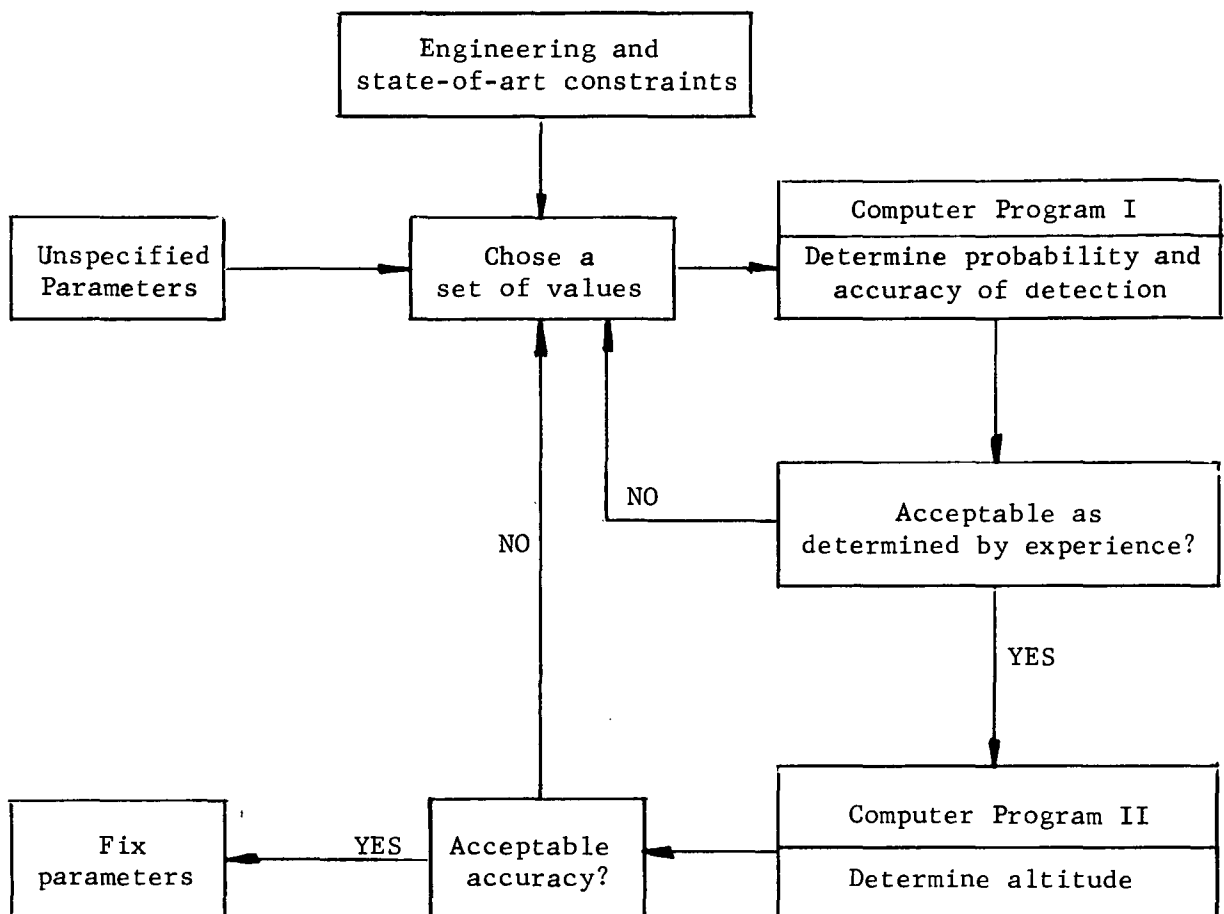 Engineering and
state-of-art constraints
Unspecified
Parameters
Chose a
set of values
Computer Program I
Determine probability and
accuracy of detection
NO
Acceptable as
determined by experience?
NO
YES
Computer Program II
Determine altitude
Acceptable
accuracy?
YES
Fix
parameters